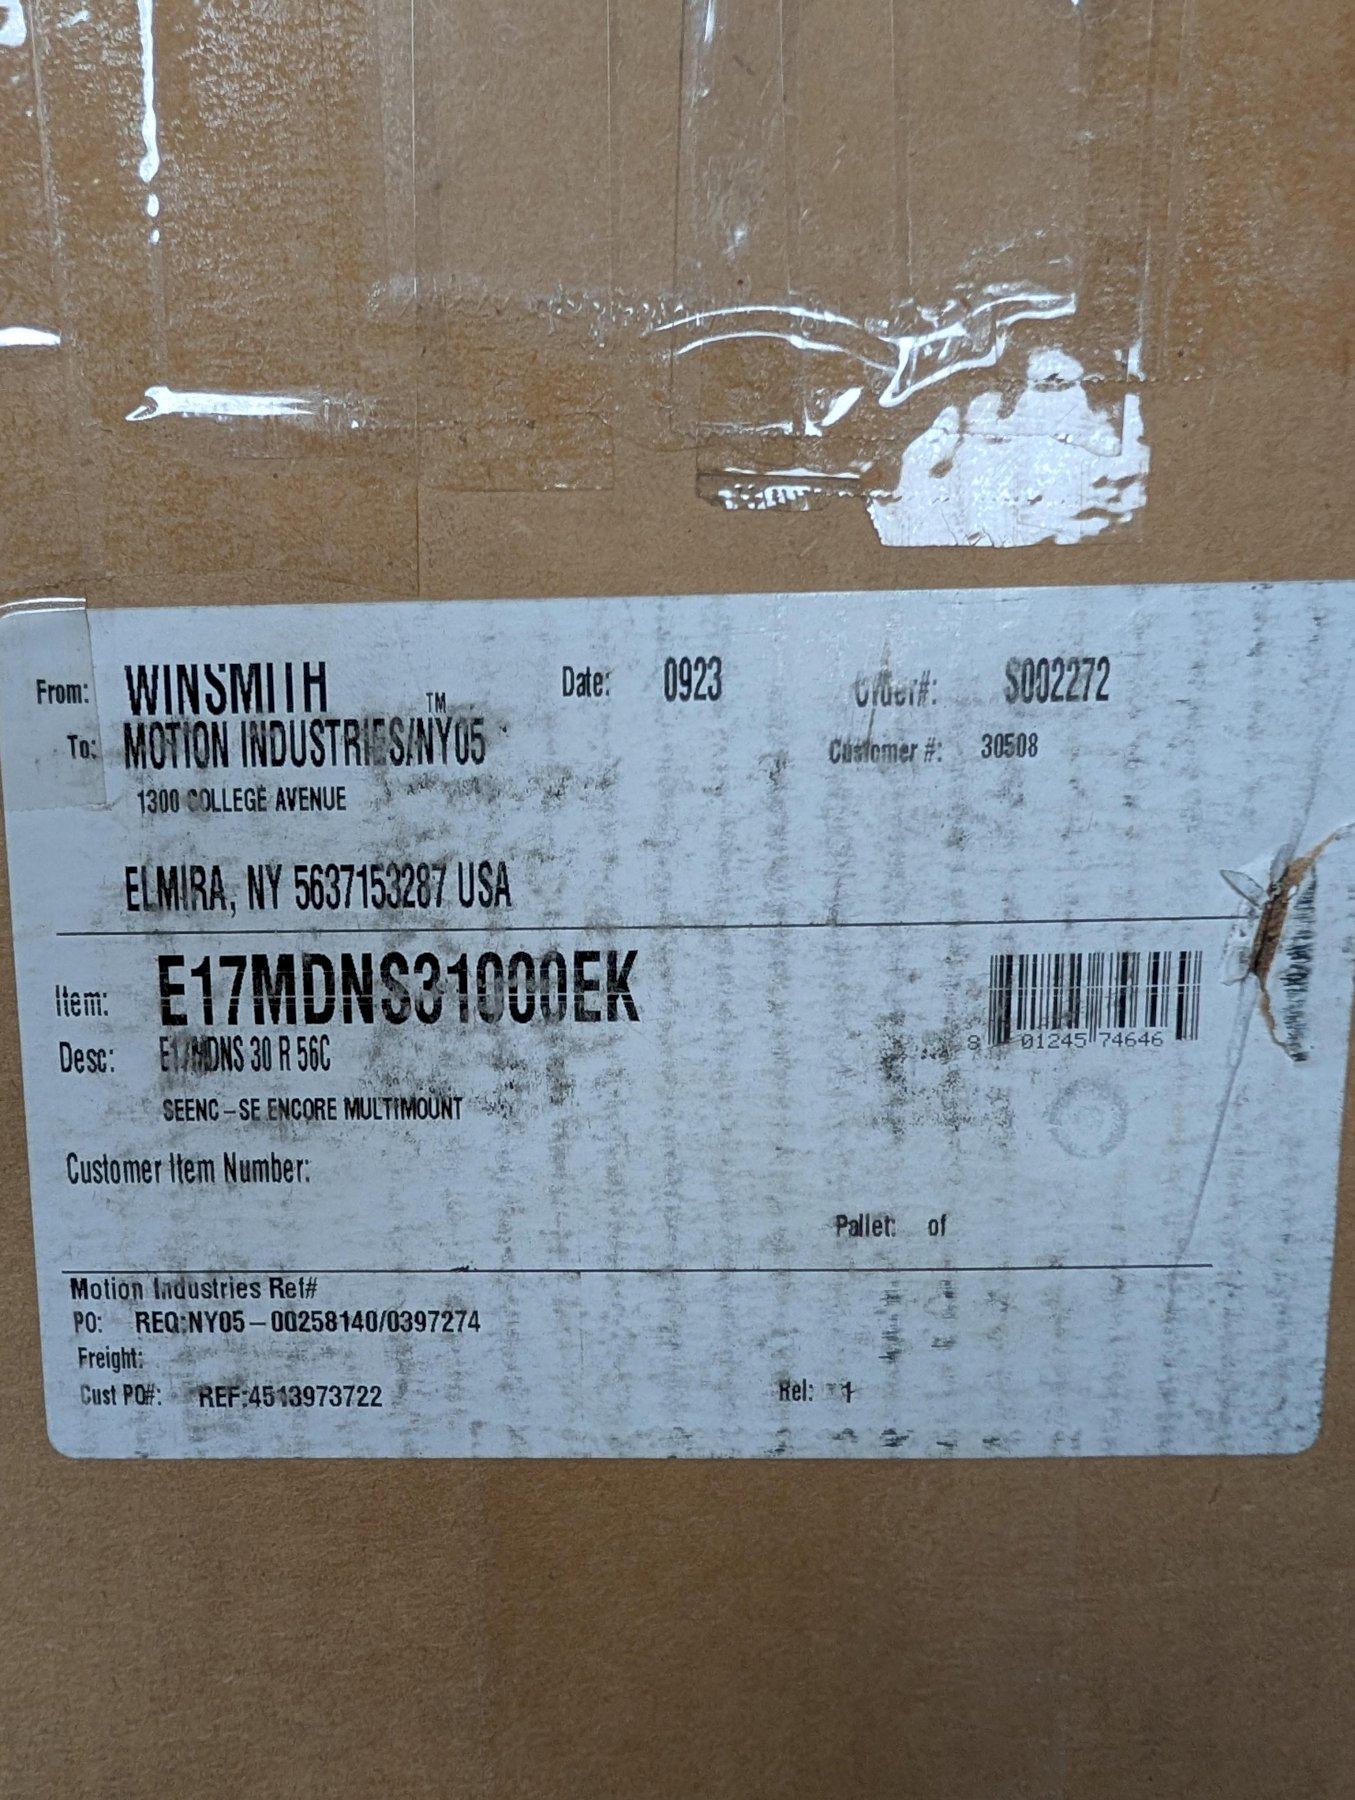 From: WINSMITH Date: 0923 Order#: S002272
TM
To: MOTION INDUSTRIES/NY05 Customer #: 30508
1300 COLLEGE AVENUE
ELMIRA, NY 5637153287 USA
Item: E17MDNS31000EK
8 01245 74646
Desc: E17MDNS 30 R 56C
SEENC - SE ENCORE MULTIMOUNT
Customer Item Number:
Pallet: of
Motion Industries Ref#
PO: REQ:NY05 - 00258140/0397274
Freight:
Cust PO#: REF:4513973722 Rel: 1